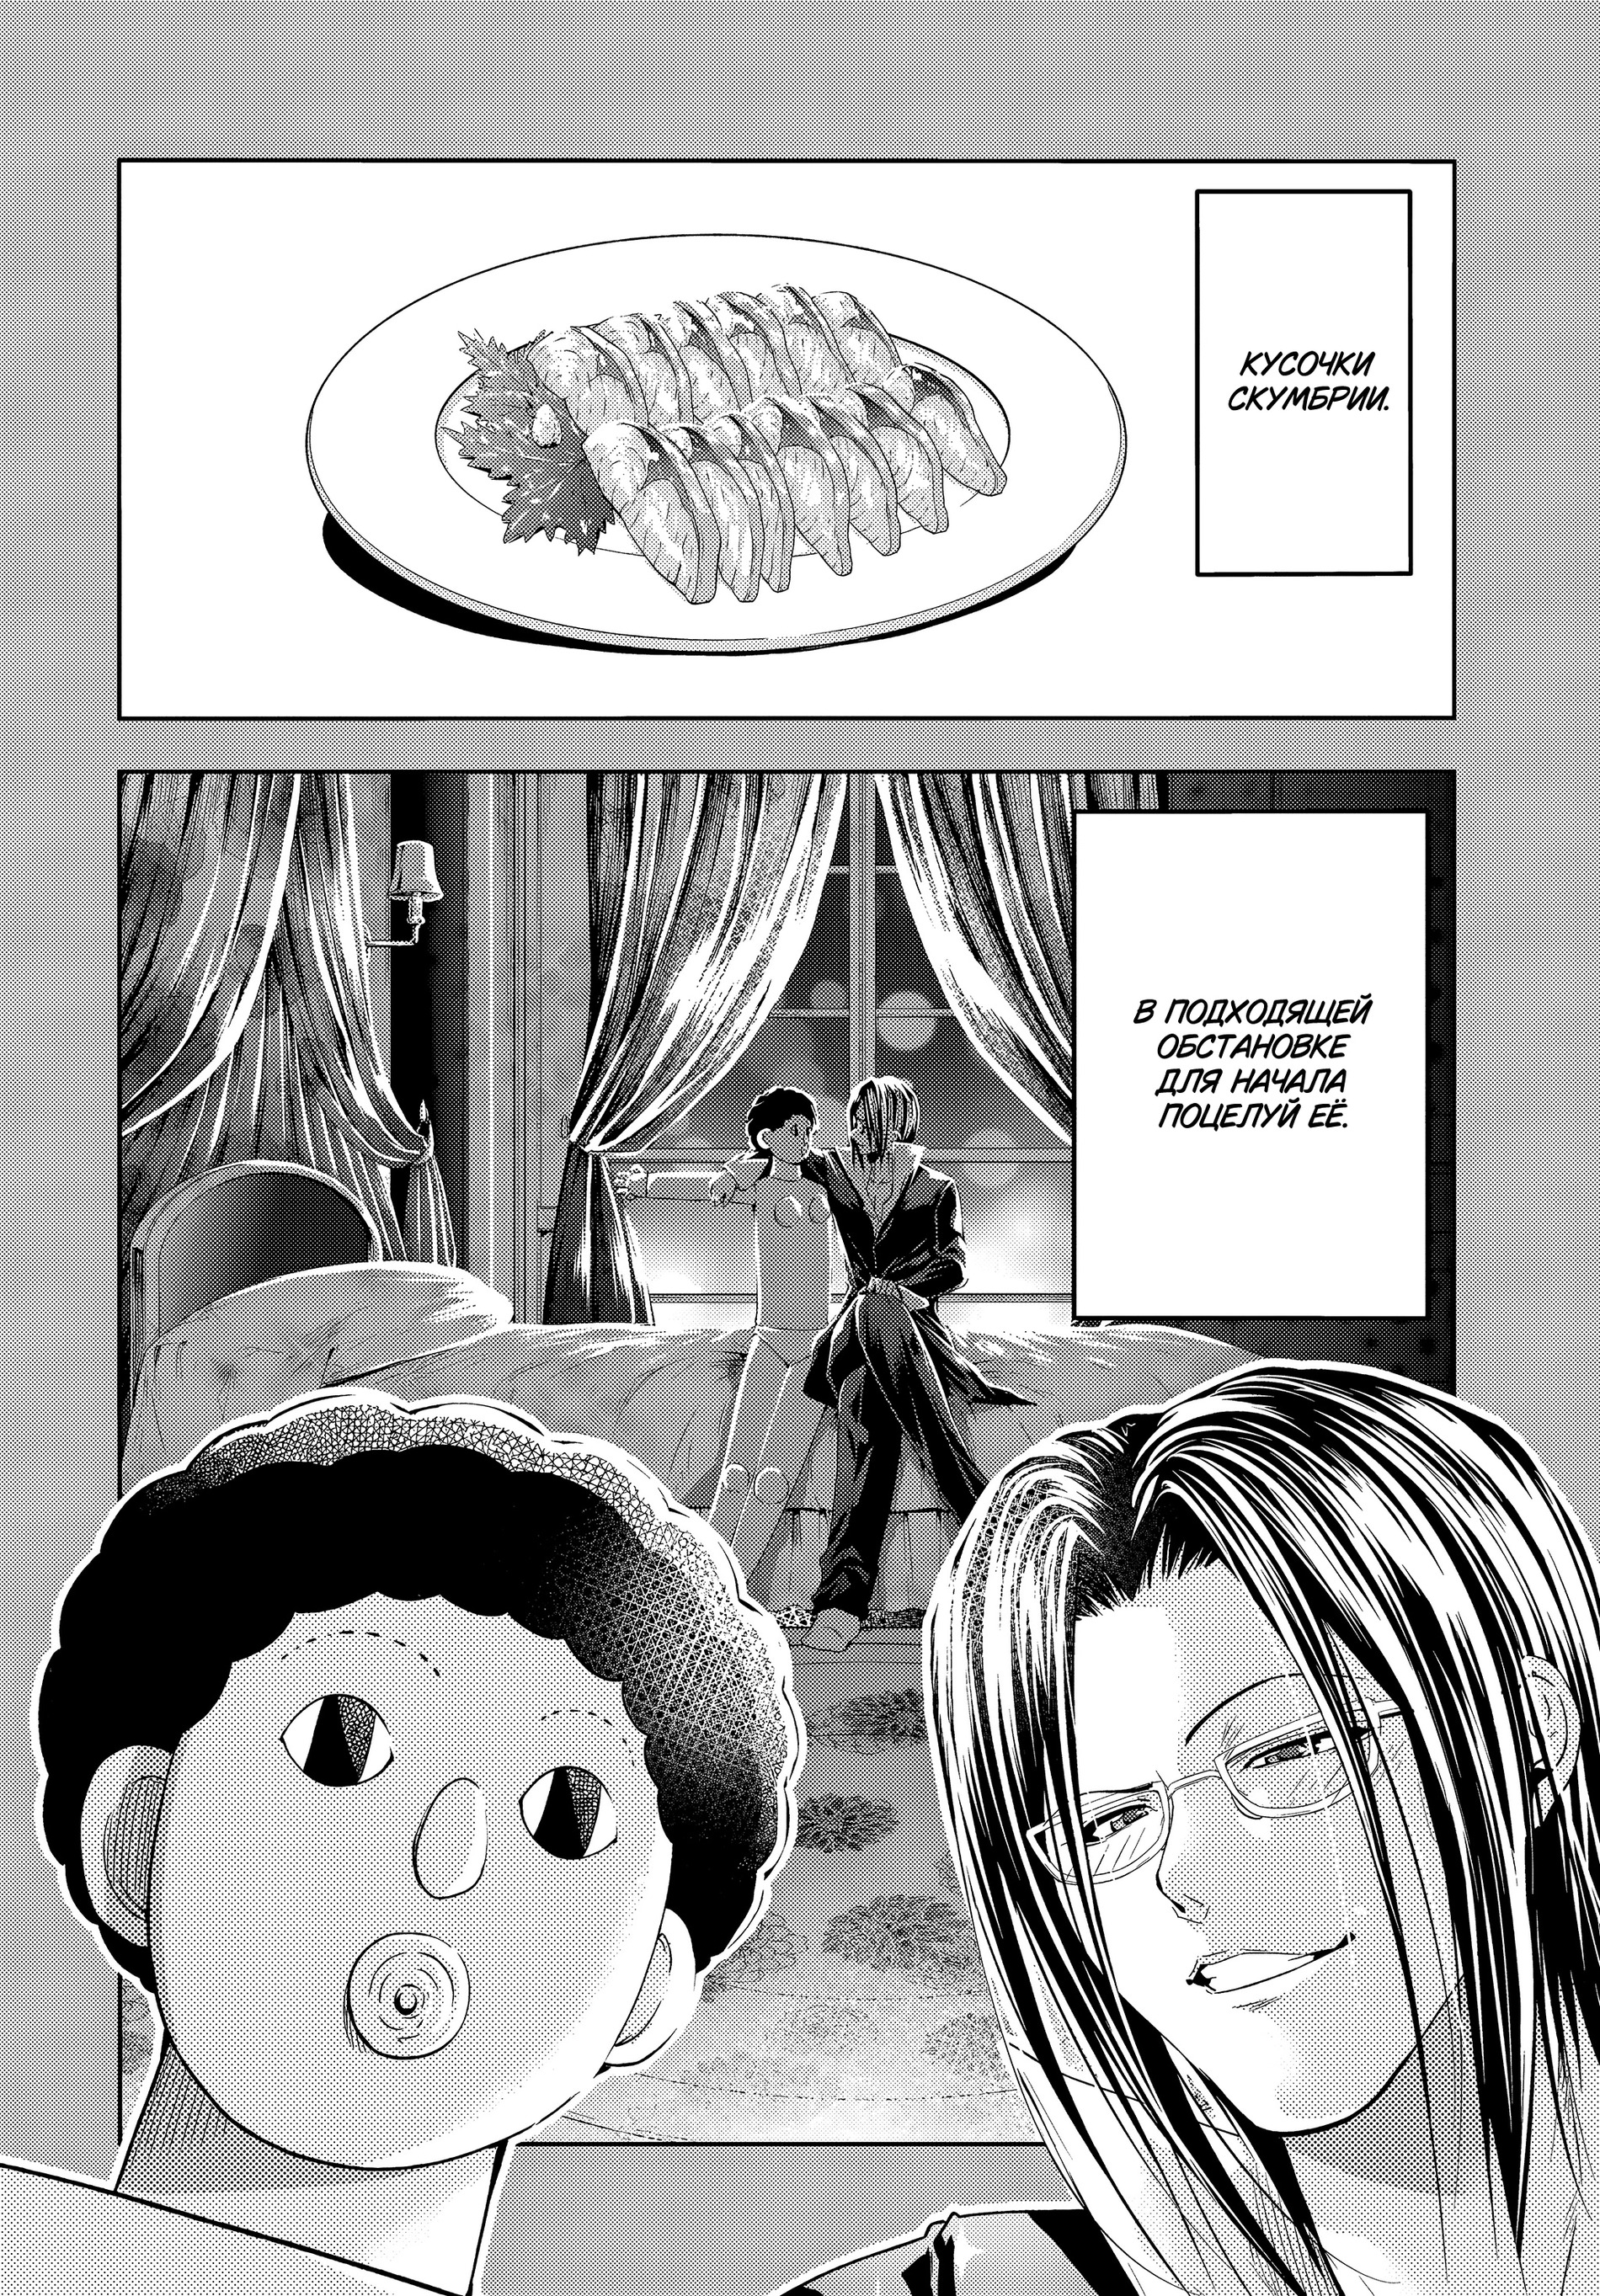 КУСОЧКИ
СКУМБРИИ.
В ПОДХОДЯЩЕЙ
ОБСТАНОВКЕ
ДЛЯ НАЧАЛА
ПОЦЕЛУЙ ЕЁ.